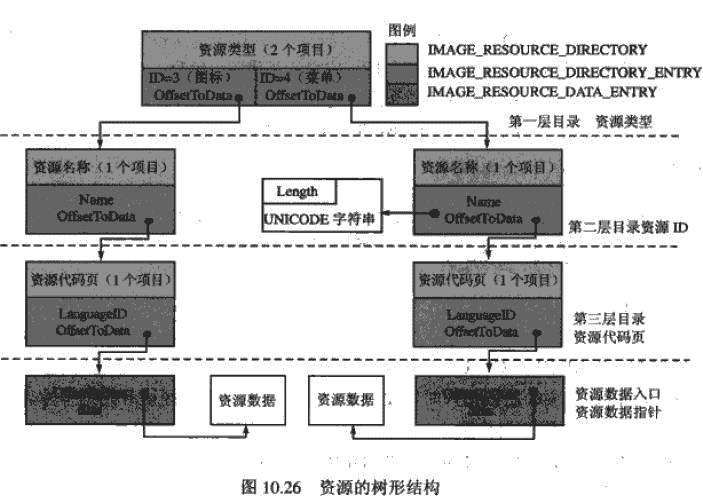 图例
IMAGE_RESOURCE_DIRECTORY
IMAGE_RESOURCE_DIRECTORY_ENTRY
IMAGE_RESOURCE_DATA_ENTRY
资源类型（2 个项目）
ID=3（图标） ID=4（菜单）
OffsetToData OffsetToData
第一层目录 资源类型
资源名称（1 个项目）
Name
OffsetToData
Length
UNICODE 字符串
资源名称（1 个项目）
Name
OffsetToData
第二层目录资源 ID
资源代码页（1 个项目）
LanguageID
OffsetToData
资源代码页（1 个项目）
LanguageID
OffsetToData
第三层目录
资源代码页
资源数据
资源数据
资源数据入口
资源数据指针
图 10.26 资源的树形结构